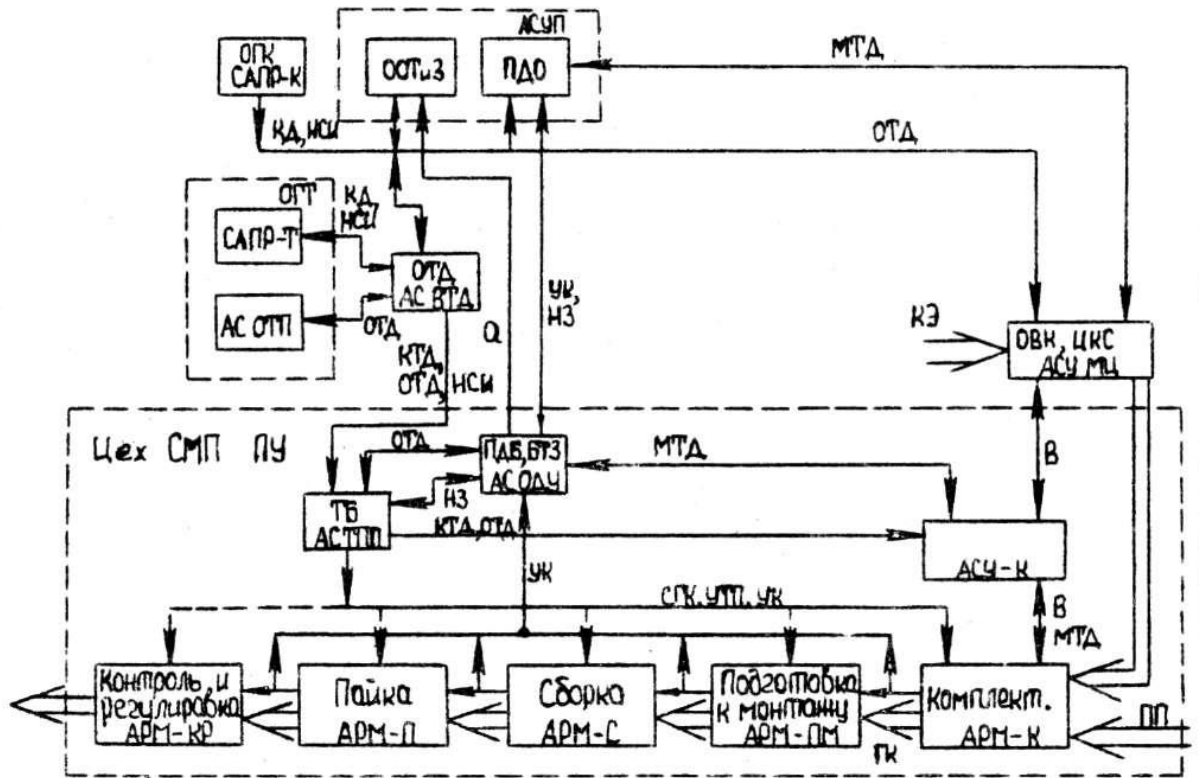 АСУП
ОГК
САПР-К
ООТиЗ
ПДО
МТД
КД, НСИ
ОТД
ОГТ
КД,
НСИ
САПР-Т
ОТД
АС ВТД
АС ОТП
ОТД
Q
УК,
НЗ
КЭ
ОВК, ЦКС
АСУ МЦ
КТД,
ОТД, НСИ
Цех СМП ПУ
ОТД
ПДБ, БТЗ
АС ОДУ
МТД
В
НЗ
ТБ
АСТПП
КТД, ОТД
АСУ-К
УК
СГК. УТП. УК
В
МТД
Контроль и
регулировка
АРМ-КР
Пайка
АРМ-П
Сборка
АРМ-С
Подготовка
к монтажу
АРМ-ПМ
Комплект.
АРМ-К
ПП
ГК